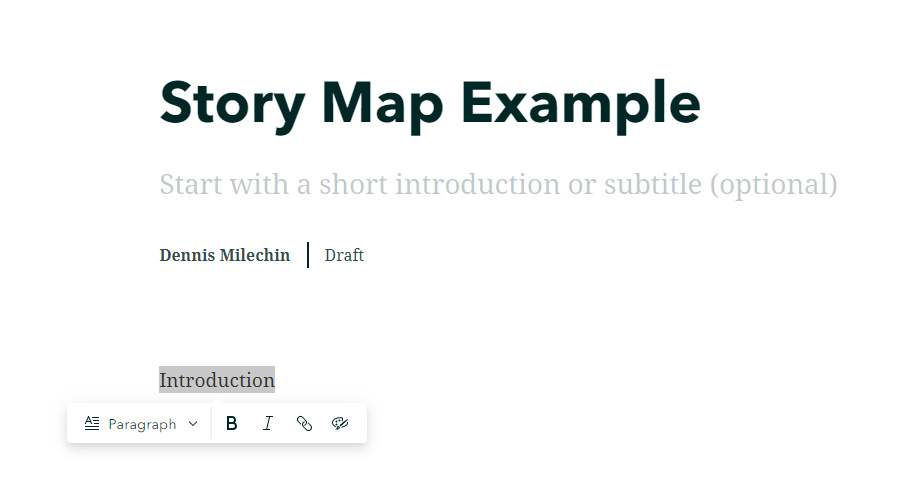 Story Map Example
Start with a short introduction or subtitle (optional)
Dennis Milechin | Draft
Introduction
Paragraph B I